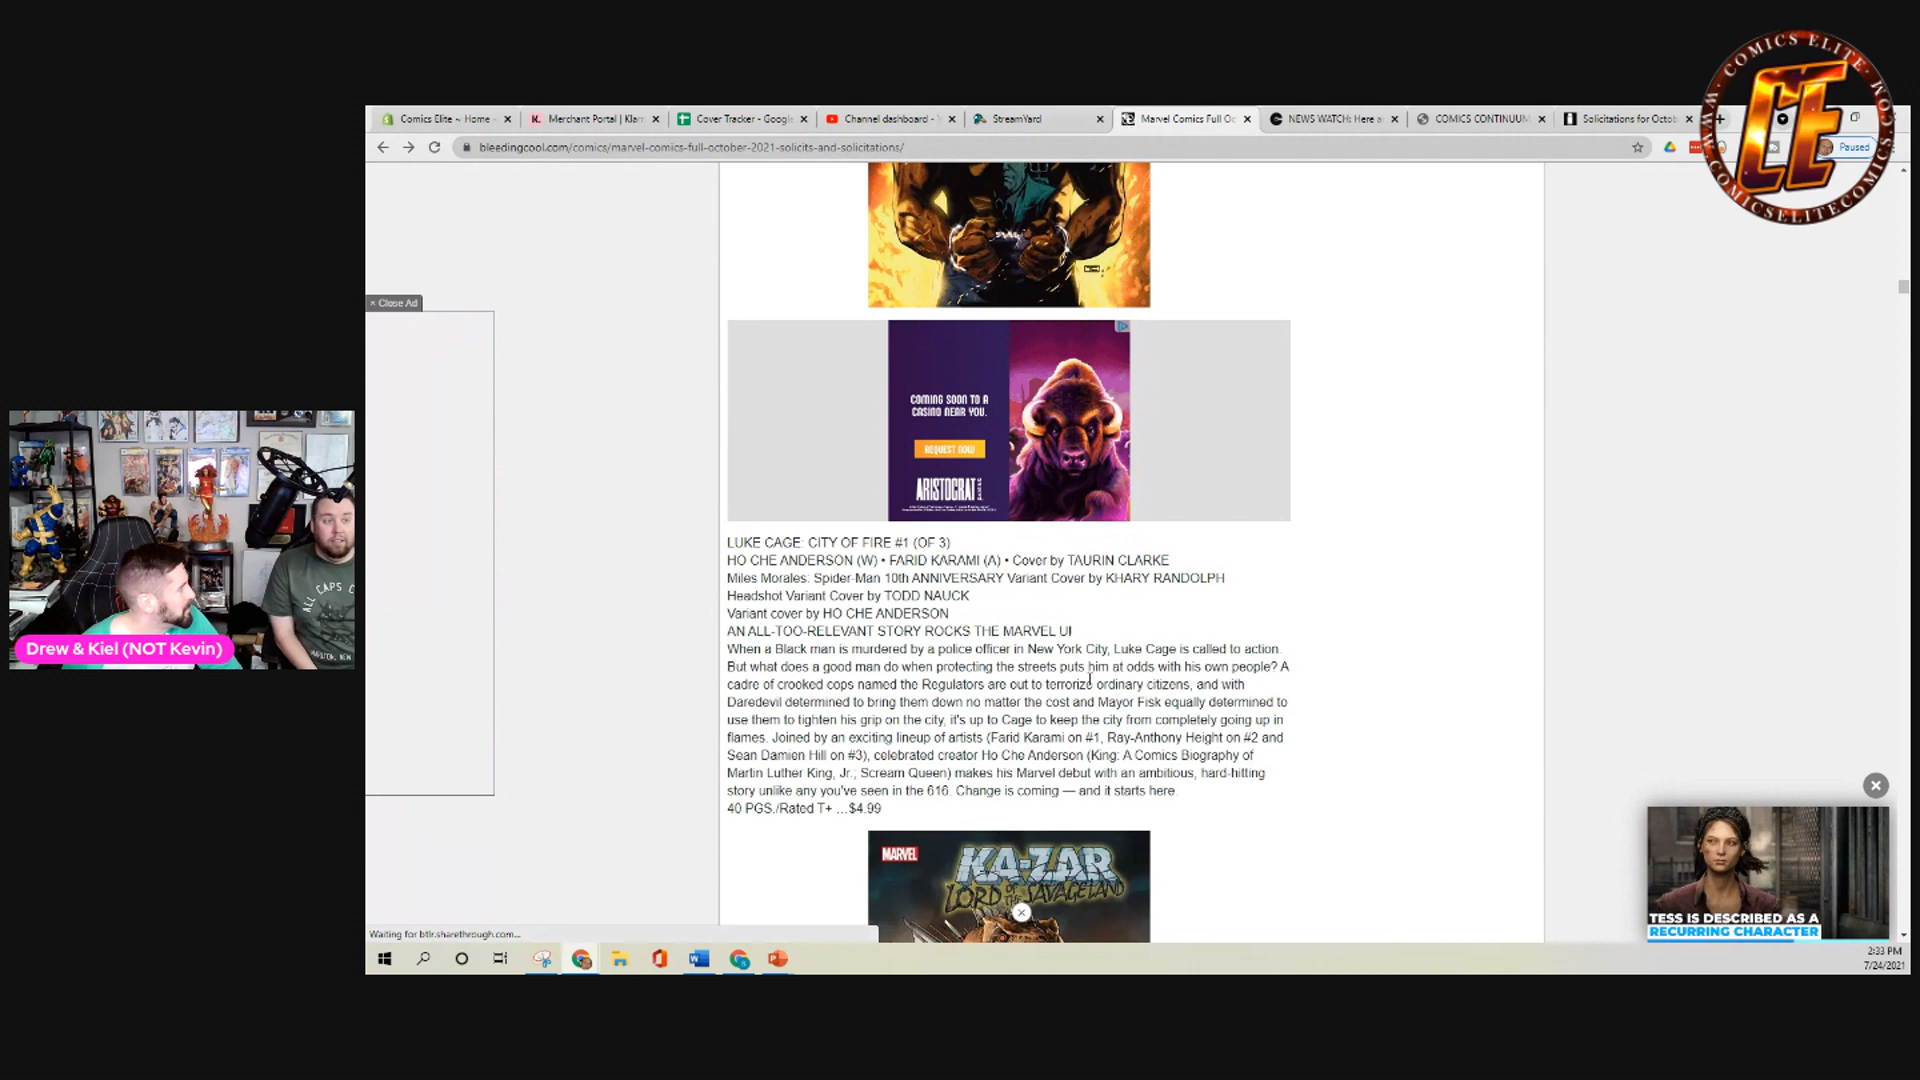 Comics Elite ~ Home -
Merchant Portal | Klarn
Cover Tracker - Google
Channel dashboard -
StreamYard
Marvel Comics Full Oc
NEWS WATCH: Here a
COMICS CONTINUUM
Solicitations for Octob
bleedingcool.com/comics/marvel-comics-full-october-2021-solicits-and-solicitations/
Paused
COMICS ELITE
CE
WWW.COMICSELITECOMICS.COM
× Close Ad
COMING SOON TO A
CASINO NEAR YOU.
REQUEST NOW
ARISTOCRAT
LUKE CAGE: CITY OF FIRE #1 (OF 3)
HO CHE ANDERSON (W) • FARID KARAMI (A) • Cover by TAURIN CLARKE
Miles Morales: Spider-Man 10th ANNIVERSARY Variant Cover by KHARY RANDOLPH
Headshot Variant Cover by TODD NAUCK
Variant cover by HO CHE ANDERSON
AN ALL-TOO-RELEVANT STORY ROCKS THE MARVEL U!
When a Black man is murdered by a police officer in New York City, Luke Cage is called to action.
But what does a good man do when protecting the streets puts him at odds with his own people? A
cadre of crooked cops named the Regulators are out to terrorize ordinary citizens, and with
Daredevil determined to bring them down no matter the cost and Mayor Fisk equally determined to
use them to tighten his grip on the city, it's up to Cage to keep the city from completely going up in
flames. Joined by an exciting lineup of artists (Farid Karami on #1, Ray-Anthony Height on #2 and
Sean Damien Hill on #3), celebrated creator Ho Che Anderson (King: A Comics Biography of
Martin Luther King, Jr.; Scream Queen) makes his Marvel debut with an ambitious, hard-hitting
story unlike any you've seen in the 616. Change is coming — and it starts here.
40 PGS./Rated T+ …$4.99
MARVEL
KA-ZAR
LORD OF THE SAVAGE LAND
ALL CAPS
Drew & Kiel (NOT Kevin)
TESS IS DESCRIBED AS A
RECURRING CHARACTER
Waiting for btlr.sharethrough.com...
2:33 PM
7/24/2021